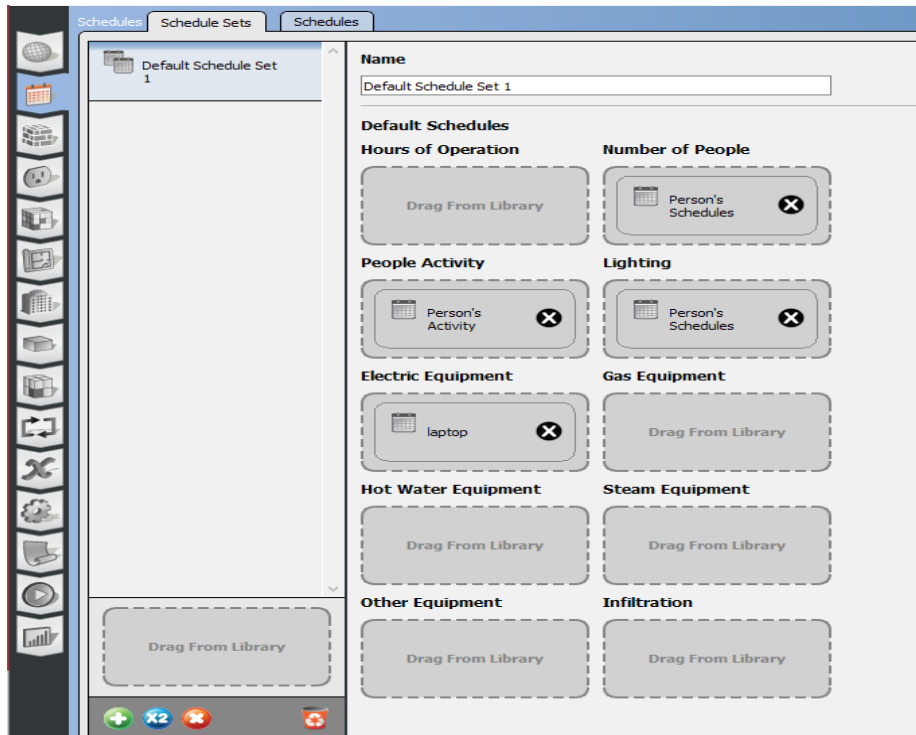 Schedules Schedule Sets Schedules
Default Schedule Set
1
Name
Default Schedule Set 1
Default Schedules
Hours of Operation Number of People
Drag From Library
Person's
Schedules
People Activity Lighting
Person's
Activity
Person's
Schedules
Electric Equipment Gas Equipment
laptop
Drag From Library
Hot Water Equipment Steam Equipment
Drag From Library Drag From Library
Other Equipment Infiltration
Drag From Library Drag From Library
Drag From Library
X2